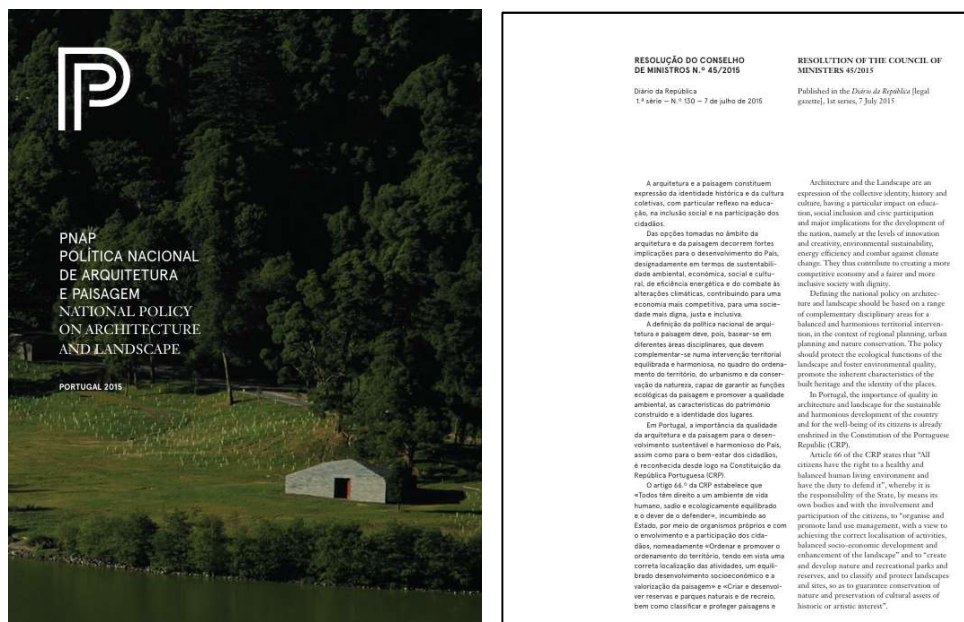 P
PNAP
POLÍTICA NACIONAL
DE ARQUITETURA
E PAISAGEM
NATIONAL POLICY
ON ARCHITECTURE
AND LANDSCAPE
PORTUGAL 2015
RESOLUÇÃO DO CONSELHO
DE MINISTROS N.º 45/2015
Diário da República
1.ª série — N.º 130 — 7 de julho de 2015
A arquitetura e a paisagem constituem
expressão da identidade histórica e da cultura
coletivas, com particular reflexo na educa-
ção, na inclusão social e na participação dos
cidadãos.
Das opções tomadas no âmbito da
arquitetura e da paisagem decorrem fortes
implicações para o desenvolvimento do País,
designadamente em termos de sustentabili-
dade ambiental, económica, social e cultu-
ral, de eficiência energética e do combate às
alterações climáticas, contribuindo para uma
economia mais competitiva, para uma socie-
dade mais digna, justa e inclusiva.
A definição da política nacional de arqui-
tetura e paisagem deve, pois, basear-se em
diferentes áreas disciplinares, que devem
complementar-se numa intervenção territorial
equilibrada e harmoniosa, no quadro do ordena-
mento do território, do urbanismo e da conser-
vação da natureza, capaz de garantir as funções
ecológicas da paisagem e promover a qualidade
ambiental, as características do património
construído e a identidade dos lugares.
Em Portugal, a importância da qualidade
da arquitetura e da paisagem para o desen-
volvimento sustentável e harmonioso do País,
assim como para o bem-estar dos cidadãos,
é reconhecida desde logo na Constituição da
República Portuguesa (CRP).
O artigo 66.º da CRP estabelece que
«Todos têm direito a um ambiente de vida
humano, sadio e ecologicamente equilibrado
e o dever de o defender», incumbindo ao
Estado, por meio de organismos próprios e com
o envolvimento e a participação dos cida-
dãos, nomeadamente «Ordenar e promover o
ordenamento do território, tendo em vista uma
correta localização das atividades, um equili-
brado desenvolvimento socioeconómico e a
valorização da paisagem» e «Criar e desenvol-
ver reservas e parques naturais e de recreio,
bem como classificar e proteger paisagens e
RESOLUTION OF THE COUNCIL OF
MINISTERS 45/2015
Published in the Diário da República [legal
gazette], 1st series, 7 July 2015
Architecture and the Landscape are an
expression of the collective identity, history and
culture, having a particular impact on educa-
tion, social inclusion and civic participation
and major implications for the development of
the nation, namely at the levels of innovation
and creativity, environmental sustainability,
energy efficiency and combat against climate
change. They thus contribute to creating a more
competitive economy and a fairer and more
inclusive society with dignity.
Defining the national policy on architec-
ture and landscape should be based on a range
of complementary disciplinary areas for a
balanced and harmonious territorial interven-
tion, in the context of regional planning, urban
planning and nature conservation. The policy
should protect the ecological functions of the
landscape and foster environmental quality,
promote the inherent characteristics of the
built heritage and the identity of the places.
In Portugal, the importance of quality in
architecture and landscape for the sustainable
and harmonious development of the country
and for the well-being of its citizens is already
enshrined in the Constitution of the Portuguese
Republic (CRP).
Article 66 of the CRP states that “All
citizens have the right to a healthy and
balanced human living environment and
have the duty to defend it”, whereby it is
the responsibility of the State, by means its
own bodies and with the involvement and
participation of the citizens, to “organise and
promote land use management, with a view to
achieving the correct localisation of activities,
balanced socio-economic development and
enhancement of the landscape” and to “create
and develop nature and recreational parks and
reserves, and to classify and protect landscapes
and sites, so as to guarantee conservation of
nature and preservation of cultural assets of
historic or artistic interest”.